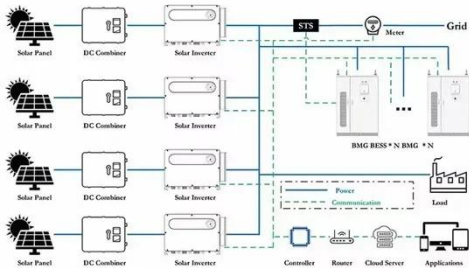 STS
Meter
Grid
Solar Panel DC Combiner Solar Inverter
Solar Panel DC Combiner Solar Inverter
BMG BESS * N BMG * N
Solar Panel DC Combiner Solar Inverter
Power
Communication
Load
Solar Panel DC Combiner Solar Inverter
Controller Router Cloud Server Applications